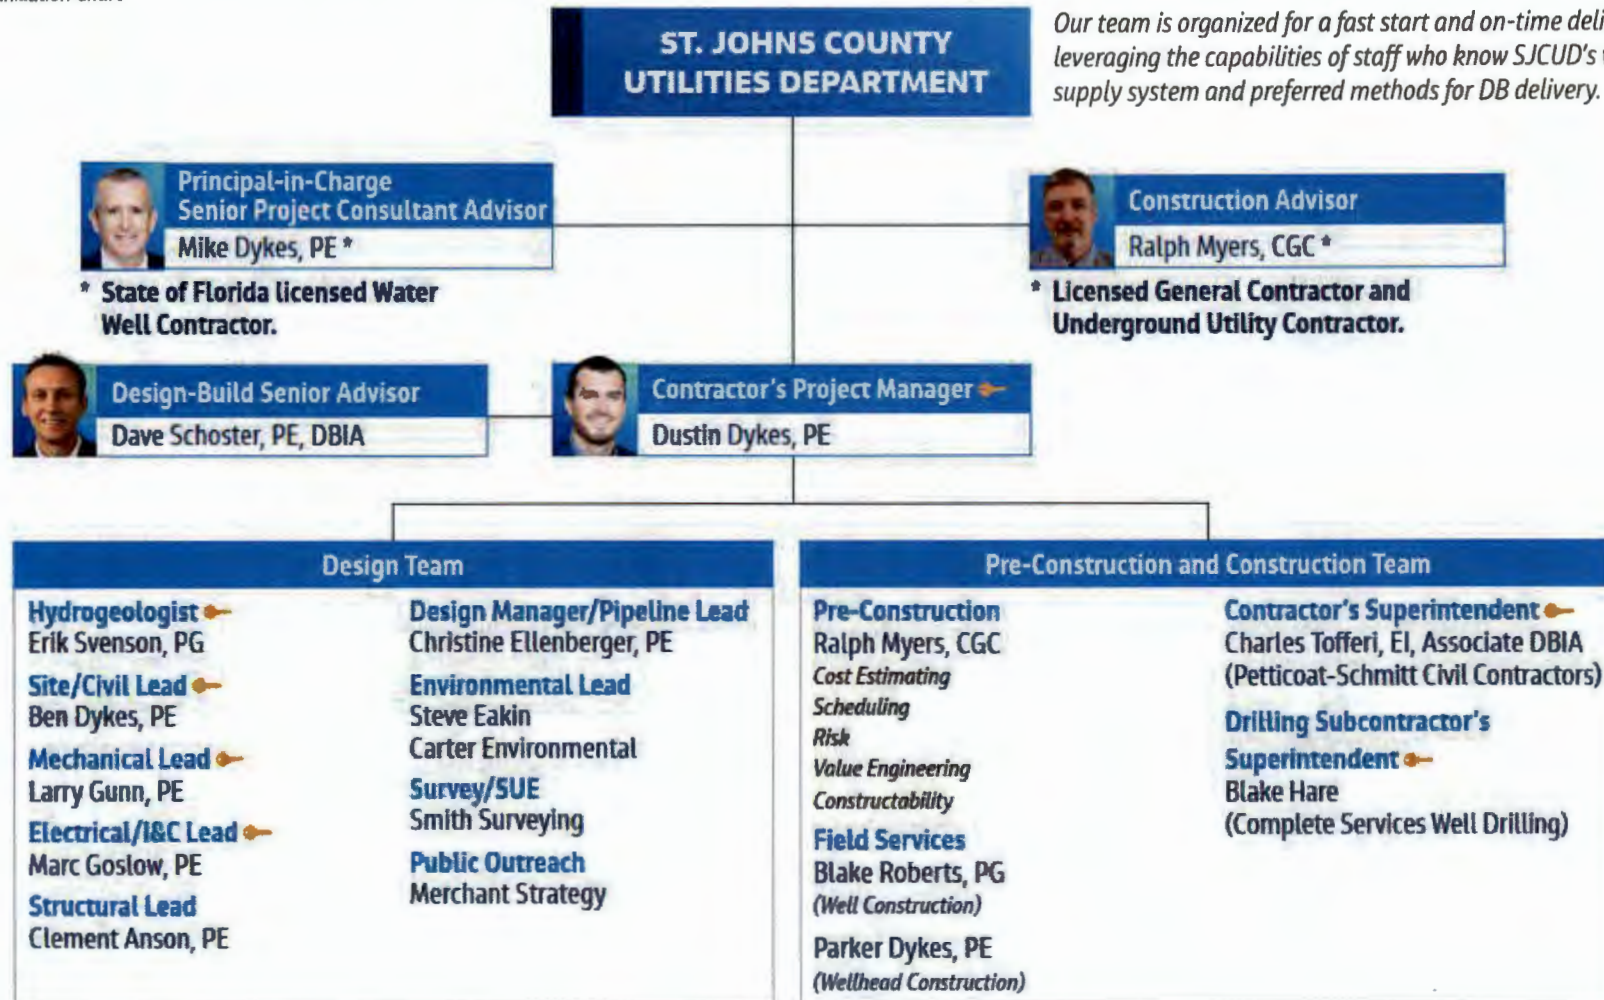 ST. JOHNS COUNTY
UTILITIES DEPARTMENT
Our team is organized for a fast start and on-time
leveraging the capabilities of staff who know SJCUD's
supply system and preferred methods for DB delivery.
Principal-in-Charge
Senior Project Consultant Advisor
Mike Dykes, PE *
* State of Florida licensed Water
Well Contractor.
Construction Advisor
Ralph Myers, CGC *
* Licensed General Contractor and
Underground Utility Contractor.
Design-Build Senior Advisor
Dave Schoster, PE, DBIA
Contractor's Project Manager
Dustin Dykes, PE
Design Team
Hydrogeologist
Erik Svenson, PG
Site/Civil Lead
Ben Dykes, PE
Mechanical Lead
Larry Gunn, PE
Electrical/I&C Lead
Marc Goslow, PE
Structural Lead
Clement Anson, PE
Design Manager/Pipeline Lead
Christine Ellenberger, PE
Environmental Lead
Steve Eakin
Carter Environmental
Survey/SUE
Smith Surveying
Public Outreach
Merchant Strategy
Pre-Construction and Construction Team
Pre-Construction
Ralph Myers, CGC
Cost Estimating
Scheduling
Risk
Value Engineering
Constructability
Field Services
Blake Roberts, PG
(Well Construction)
Parker Dykes, PE
(Wellhead Construction)
Contractor's Superintendent
Charles Tofferi, EI, Associate DBIA
(Petticoat-Schmitt Civil Contractors)
Drilling Subcontractor's
Superintendent
Blake Hare
(Complete Services Well Drilling)